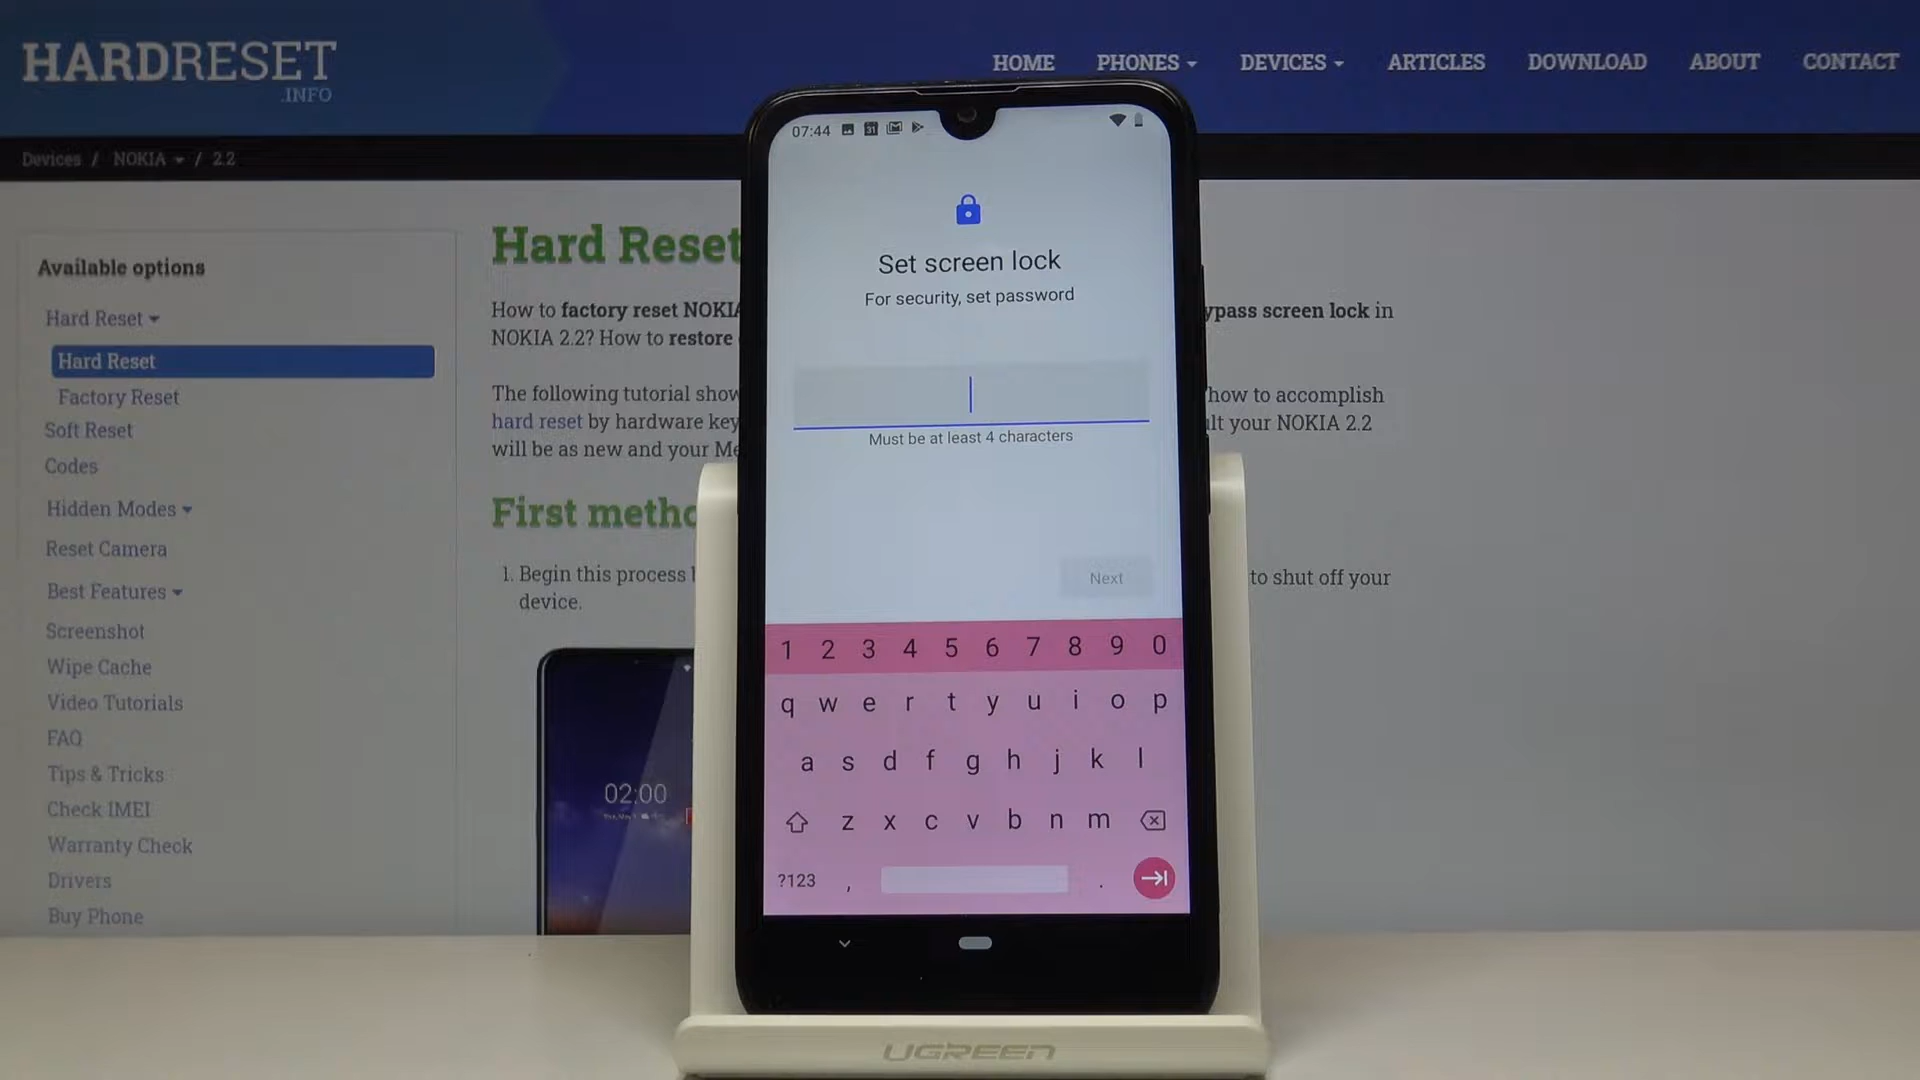 HARDRESET
.INFO
HOME PHONES DEVICES ARTICLES DOWNLOAD ABOUT CONTACT
Devices / NOKIA / 2.2
Available options
Hard Reset
Hard Reset
Factory Reset
Soft Reset
Codes
Hidden Modes
Reset Camera
Best Features
Screenshot
Wipe Cache
Video Tutorials
FAQ
Tips & Tricks
Check IMEI
Warranty Check
Drivers
Buy Phone
Hard Reset
How to factory reset NOKIA
ypass screen lock in
NOKIA 2.2? How to restore
The following tutorial show
how to accomplish
hard reset by hardware key
ult your NOKIA 2.2
will be as new and your Me
First metho
1. Begin this process
to shut off your
device.
02:00
07:44
31
Set screen lock
For security, set password
Must be at least 4 characters
Next
1 2 3 4 5 6 7 8 9 0
q w e r t y u i o p
a s d f g h j k l
z x c v b n m
?123 , .
UGREEN